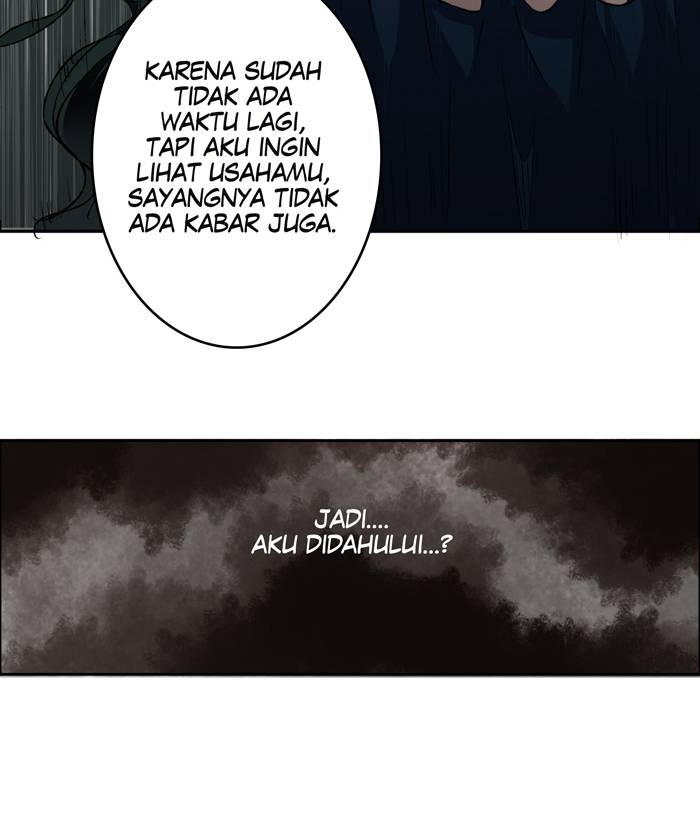 KARENA SUDAH
TIDAK ADA
WAKTU LAGI,
TAPI AKU INGIN
LIHAT USAHAMU,
SAYANGNYA TIDAK
ADA KABAR JUGA.
JADI....
AKU DIDAHULUI...?